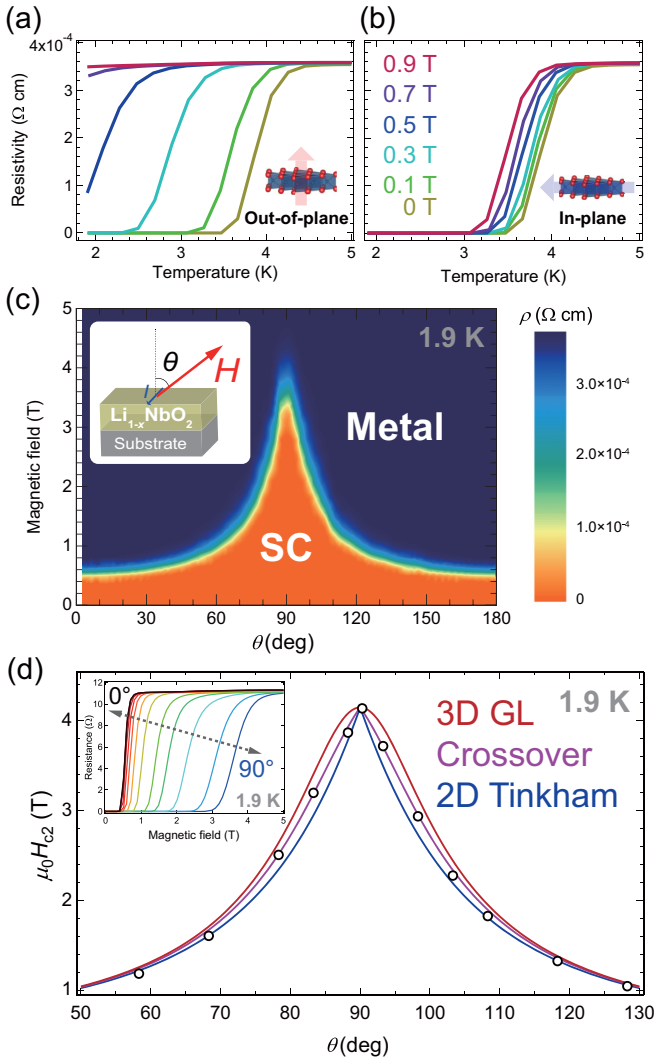 (a)
(b)
4x10⁻⁴
3
2
1
0
Resistivity (Ω cm)
2
3
4
5
Temperature (K)
Out-of-plane
0.9 T
0.7 T
0.5 T
0.3 T
0.1 T
0 T
In-plane
2
3
4
5
Temperature (K)
(c)
5
4
3
2
1
0
Magnetic field (T)
θ
H
I
Li1-xNbO2
Substrate
1.9 K
Metal
SC
0
30
60
90
120
150
180
θ(deg)
ρ (Ω cm)
3.0×10⁻⁴
2.0×10⁻⁴
1.0×10⁻⁴
0
(d)
4
3
2
1
μ0Hc2 (T)
12
10
8
6
4
2
0
Resistance (Ω)
0°
90°
1.9 K
0
1
2
3
4
5
Magnetic field (T)
3D GL
1.9 K
Crossover
2D Tinkham
50
60
70
80
90
100
110
120
130
θ(deg)